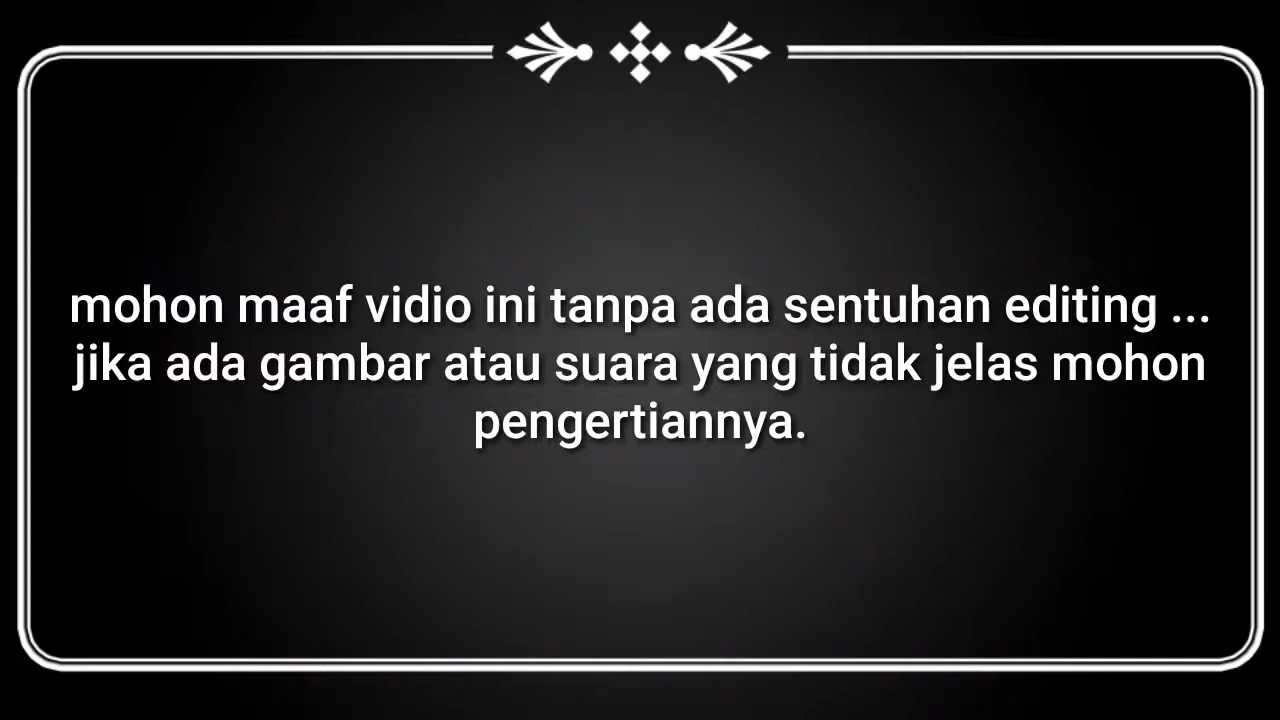 mohon maaf vidio ini tanpa ada sentuhan editing ...
jika ada gambar atau suara yang tidak jelas mohon
pengertiannya.